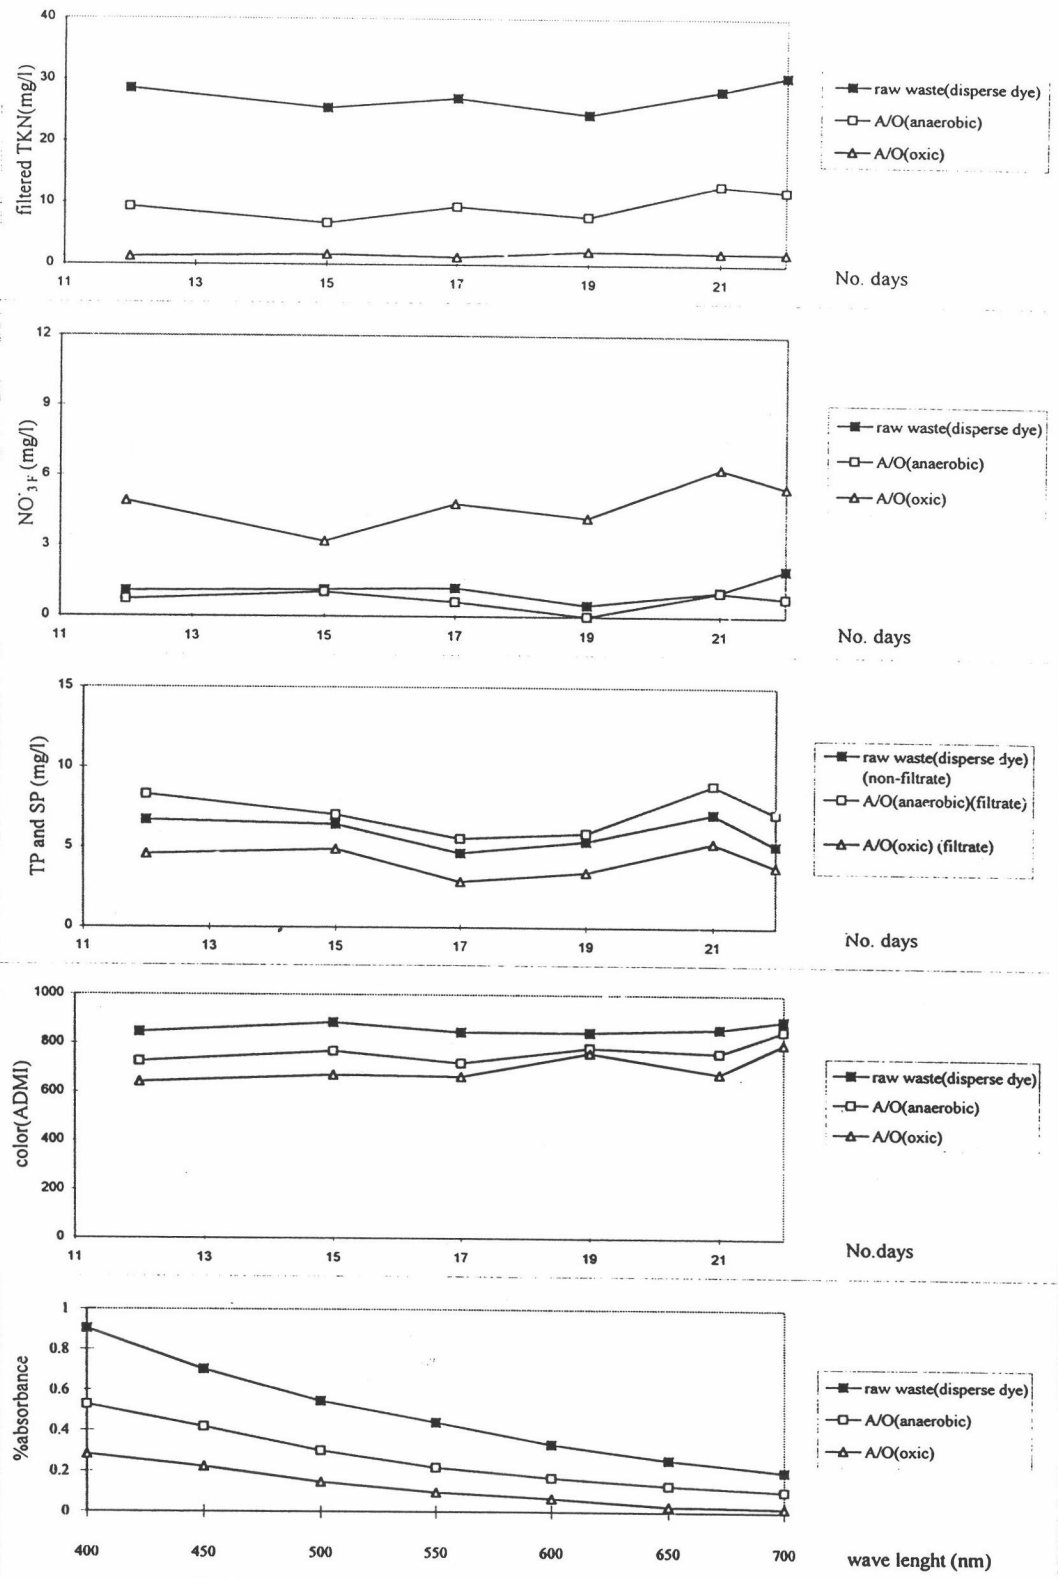 40
30
20
10
0
filtered TKN(mg/l)
11 13 15 17 19 21
No. days
raw waste(disperse dye)
A/O(anaerobic)
A/O(oxic)
12
9
6
3
0
NO⁻3F (mg/l)
11 13 15 17 19 21
No. days
raw waste(disperse dye)
A/O(anaerobic)
A/O(oxic)
15
10
5
0
TP and SP (mg/l)
11 13 15 17 19 21
No. days
raw waste(disperse dye)
(non-filtrate)
A/O(anaerobic)(filtrate)
A/O(oxic) (filtrate)
1000
800
600
400
200
0
color(ADMI)
11 13 15 17 19 21
No.days
raw waste(disperse dye)
A/O(anaerobic)
A/O(oxic)
1
0.8
0.6
0.4
0.2
0
%absorbance
400 450 500 550 600 650 700
wave lenght (nm)
raw waste(disperse dye)
A/O(anaerobic)
A/O(oxic)